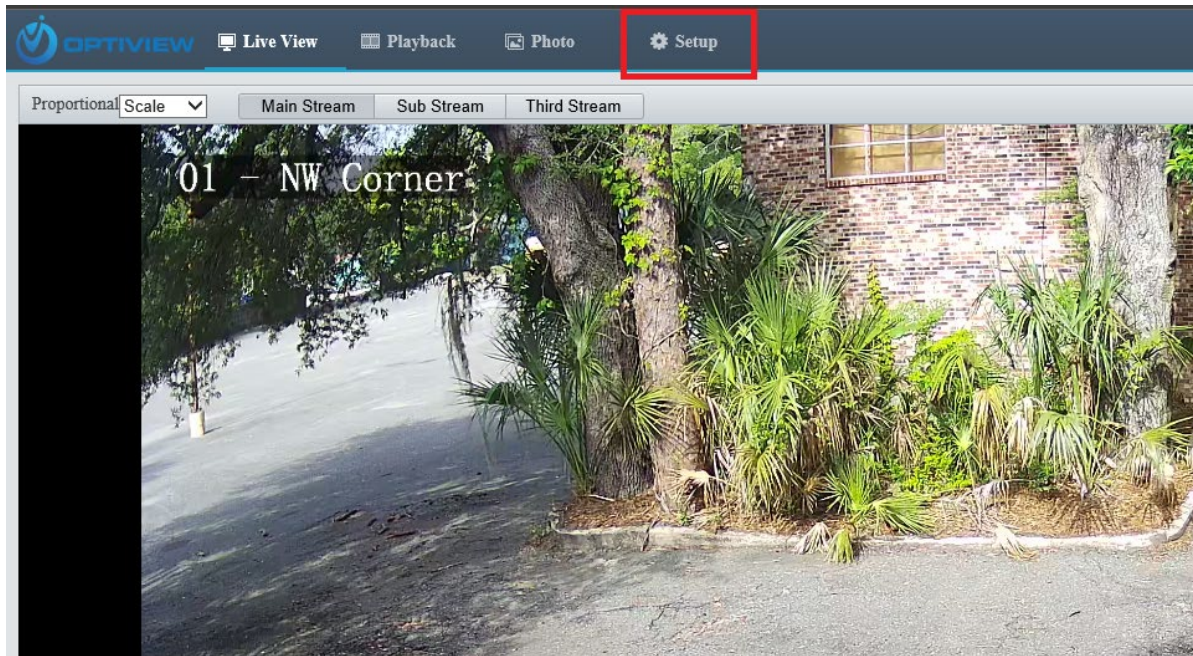 OPTIVIEW Live View Playback Photo Setup
Proportional Scale Main Stream Sub Stream Third Stream
01 - NW Corner